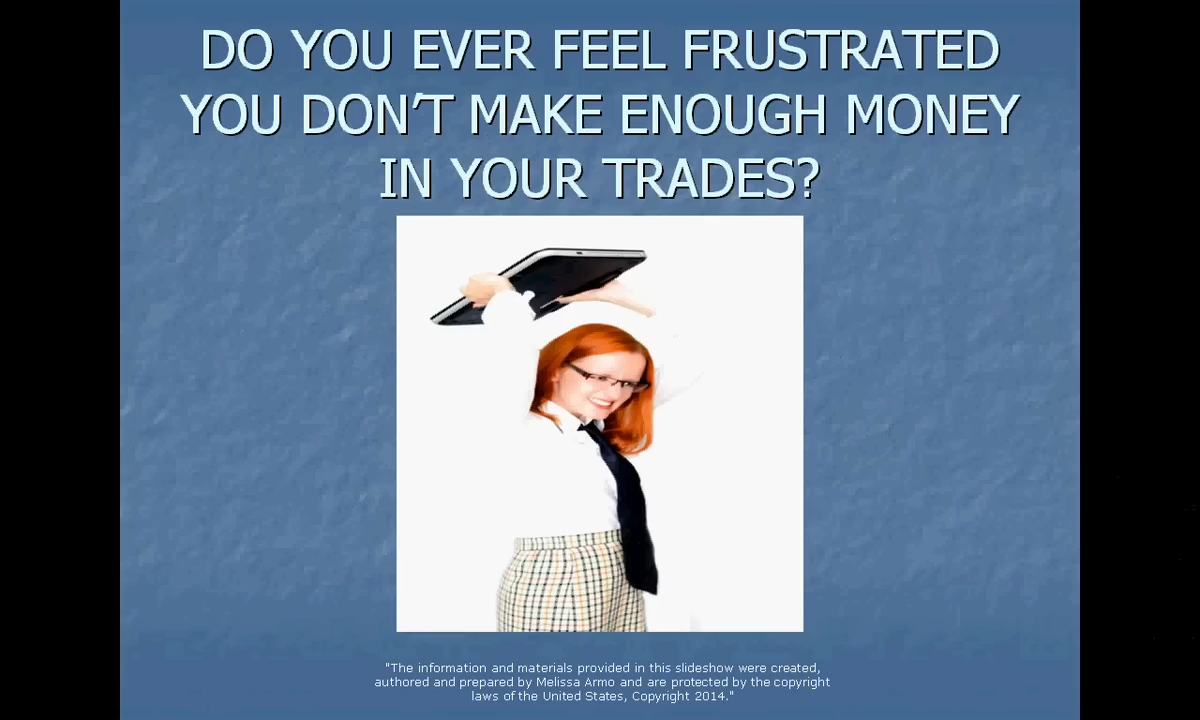 DO YOU EVER FEEL FRUSTRATED
YOU DON'T MAKE ENOUGH MONEY
IN YOUR TRADES?
"The information and materials provided in this slideshow were created,
authored and prepared by Melissa Armo and are protected by the copyright
laws of the United States, Copyright 2014."